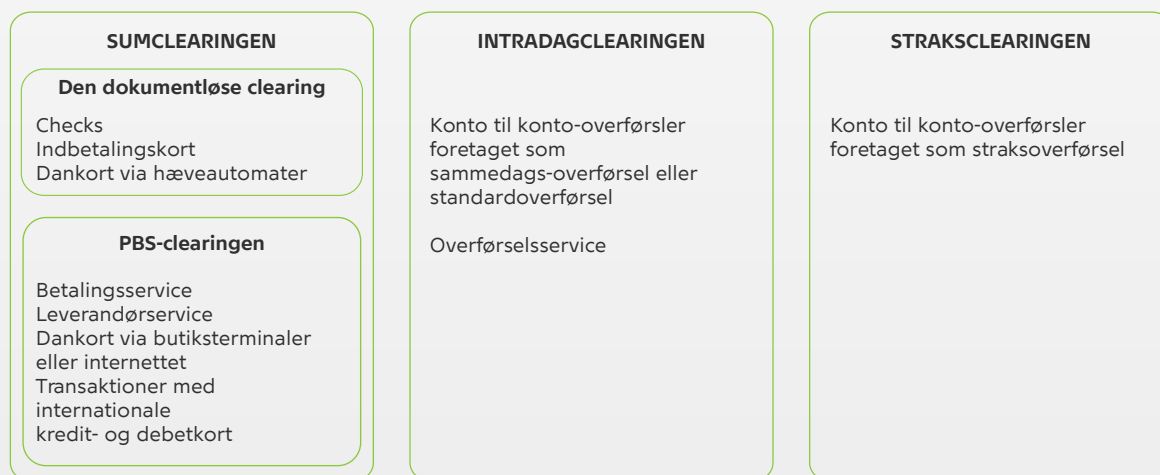 SUMCLEARINGEN
Den dokumentløse clearing
Checks
Indbetalingskort
Dankort via hæveautomater
PBS-clearingen
Betalingsservice
Leverandørservice
Dankort via butiksterminaler
eller internettet
Transaktioner med
internationale
kredit- og debetkort
INTRADAGCLEARINGEN
Konto til konto-overførsler
foretaget som
sammedags-overførsel eller
standardoverførsel
Overførselsservice
STRAKSCLEARINGEN
Konto til konto-overførsler
foretaget som straksoverførsel